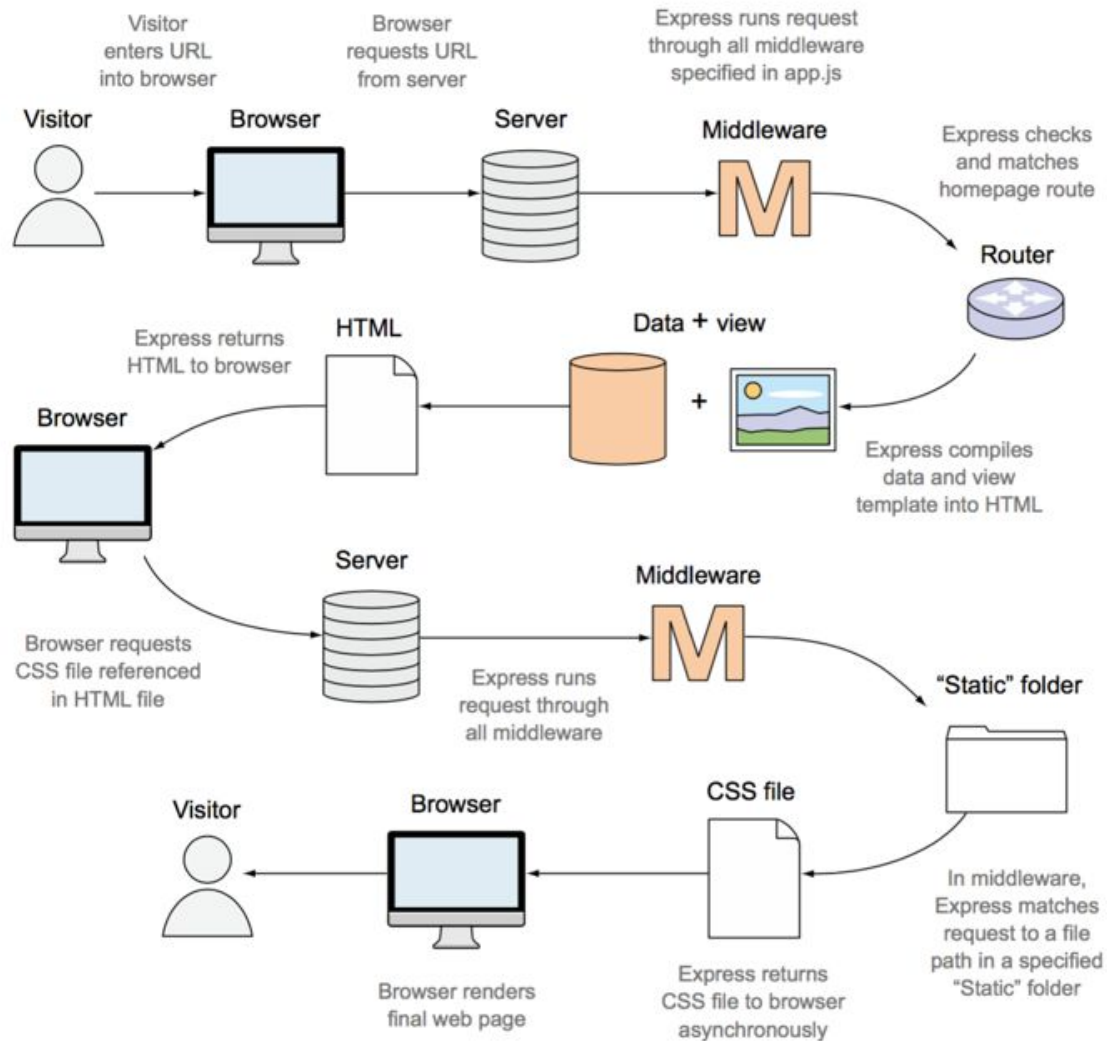 Visitor
enters URL
into browser
Browser
requests URL
from server
Express runs request
through all middleware
specified in app.js
Visitor
Browser
Server
Middleware
Express checks
and matches
homepage route
Router
Data + view
+
HTML
Express returns
HTML to browser
Browser
Express compiles
data and view
template into HTML
Server
Middleware
M
M
Browser requests
CSS file referenced
in HTML file
Express runs
request through
all middleware
“Static” folder
CSS file
Browser
Visitor
In middleware,
Express matches
request to a file
path in a specified
“Static” folder
Express returns
CSS file to browser
asynchronously
Browser renders
final web page